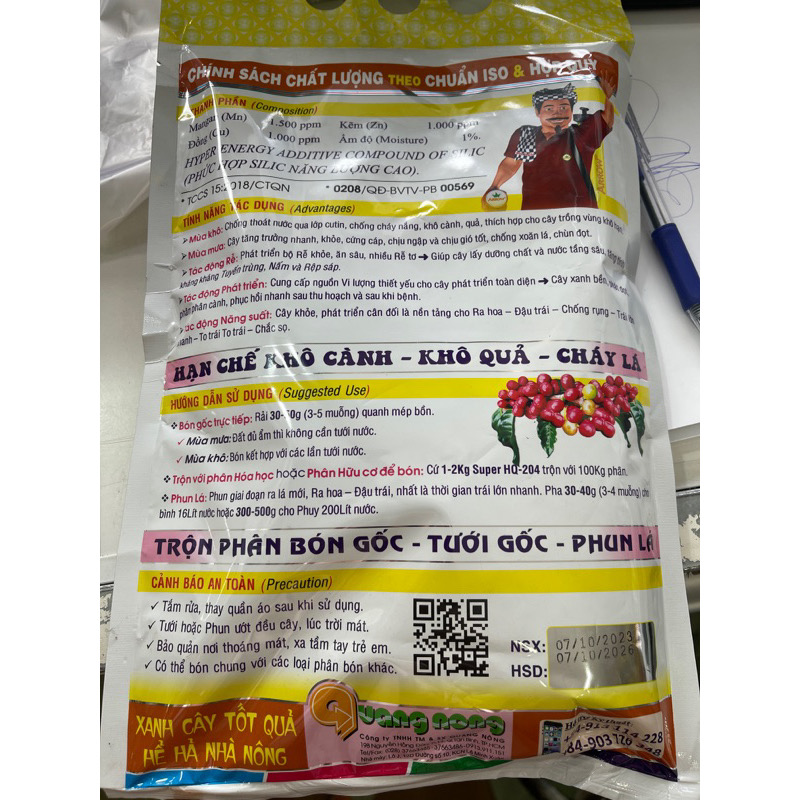 CHÍNH SÁCH CHẤT LƯỢNG THEO CHUẨN ISO & HỢP QUY
THÀNH PHẦN (Composition)
Mangan (Mn) 1.500 ppm Kẽm (Zn) 1.000 ppm
Đồng (Cu) 1.000 ppm Ẩm độ (Moisture) 1%.
HYPER ENERGY ADDITIVE COMPOUND OF SILIC
(PHỨC HỢP SILIC NĂNG LƯỢNG CAO).
* TCCS 15:2018/CTQN * 0208/QĐ-BVTV-PB 00569
TÍNH NĂNG TÁC DỤNG (Advantages)
➤ Mùa khô: Chống thoát nước qua lớp cutin, chống cháy nắng, khô cành, quả, thích hợp cho cây trồng vùng khô hạn
➤ Mùa mưa: Cây tăng trưởng nhanh, khỏe, cứng cáp, chịu ngập và chịu gió tốt, chống xoăn lá, chùn đọt.
➤ Tác động Rễ: Phát triển bộ Rễ khỏe, ăn sâu, nhiều Rễ tơ ➔ Giúp cây lấy dưỡng chất và nước tầng sâu, tăng
kháng Tuyến trùng, Nấm và Rệp sáp.
➤ Tác động Phát triển: Cung cấp nguồn Vi lượng thiết yếu cho cây phát triển toàn diện ➔ Cây xanh bền,
phân cành, phục hồi nhanh sau thu hoạch và sau khi bệnh.
Tác động Năng suất: Cây khỏe, phát triển cân đối là nền tảng cho Ra hoa – Đậu trái – Chống rụng – Trái lớn
nhanh – To trái To trái – Chắc sọ.
HẠN CHẾ KHÔ CÀNH - KHÔ QUẢ - CHÁY LÁ
HƯỚNG DẪN SỬ DỤNG (Suggested Use)
❖ Bón gốc trực tiếp: Rải 30-50g (3-5 muỗng) quanh mép bồn.
✓ Mùa mưa: Đất đủ ẩm thì không cần tưới nước.
✓ Mùa khô: Bón kết hợp với các lần tưới nước.
❖ Trộn với phân Hóa học hoặc Phân Hữu cơ để bón: Cứ 1-2Kg Super HQ-204 trộn với 100Kg phân.
❖ Phun Lá: Phun giai đoạn ra lá mới, Ra hoa – Đậu trái, nhất là thời gian trái lớn nhanh. Pha 30-40g (3-4 muỗng) cho
bình 16Lít nước hoặc 300-500g cho Phuy 200Lít nước.
TRỘN PHÂN BÓN GỐC - TƯỚI GỐC - PHUN LÁ
CẢNH BÁO AN TOÀN (Precaution)
✓ Tắm rửa, thay quần áo sau khi sử dụng.
✓ Tưới hoặc Phun ướt đều cây, lúc trời mát.
✓ Bảo quản nơi thoáng mát, xa tầm tay trẻ em.
✓ Có thể bón chung với các loại phân bón khác.
NSX: 07/10/2023
HSD: 07/10/2026
XANH CÂY TỐT QUẢ
HỀ HẢ NHÀ NÔNG
Quang nong